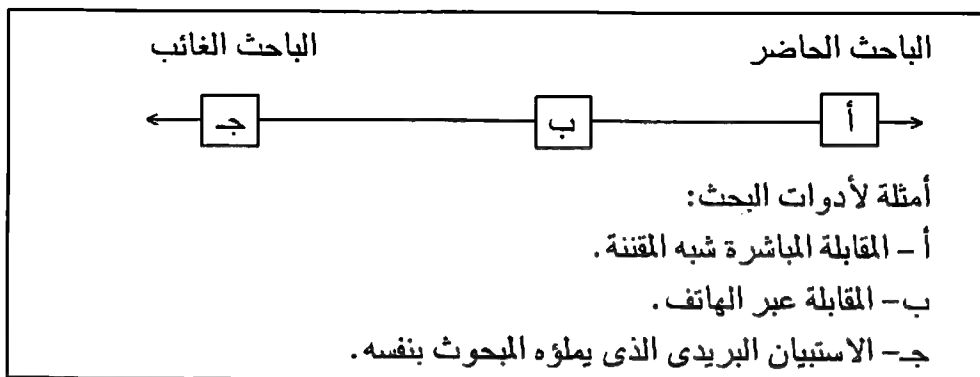 الباحث الحاضر الباحث الغائب
أ ب جـ
أمثلة لأدوات البحث:
أ – المقابلة المباشرة شبه المقننة.
ب– المقابلة عبر الهاتف.
جـ– الاستبيان البريدى الذى يملؤه المبحوث بنفسه.